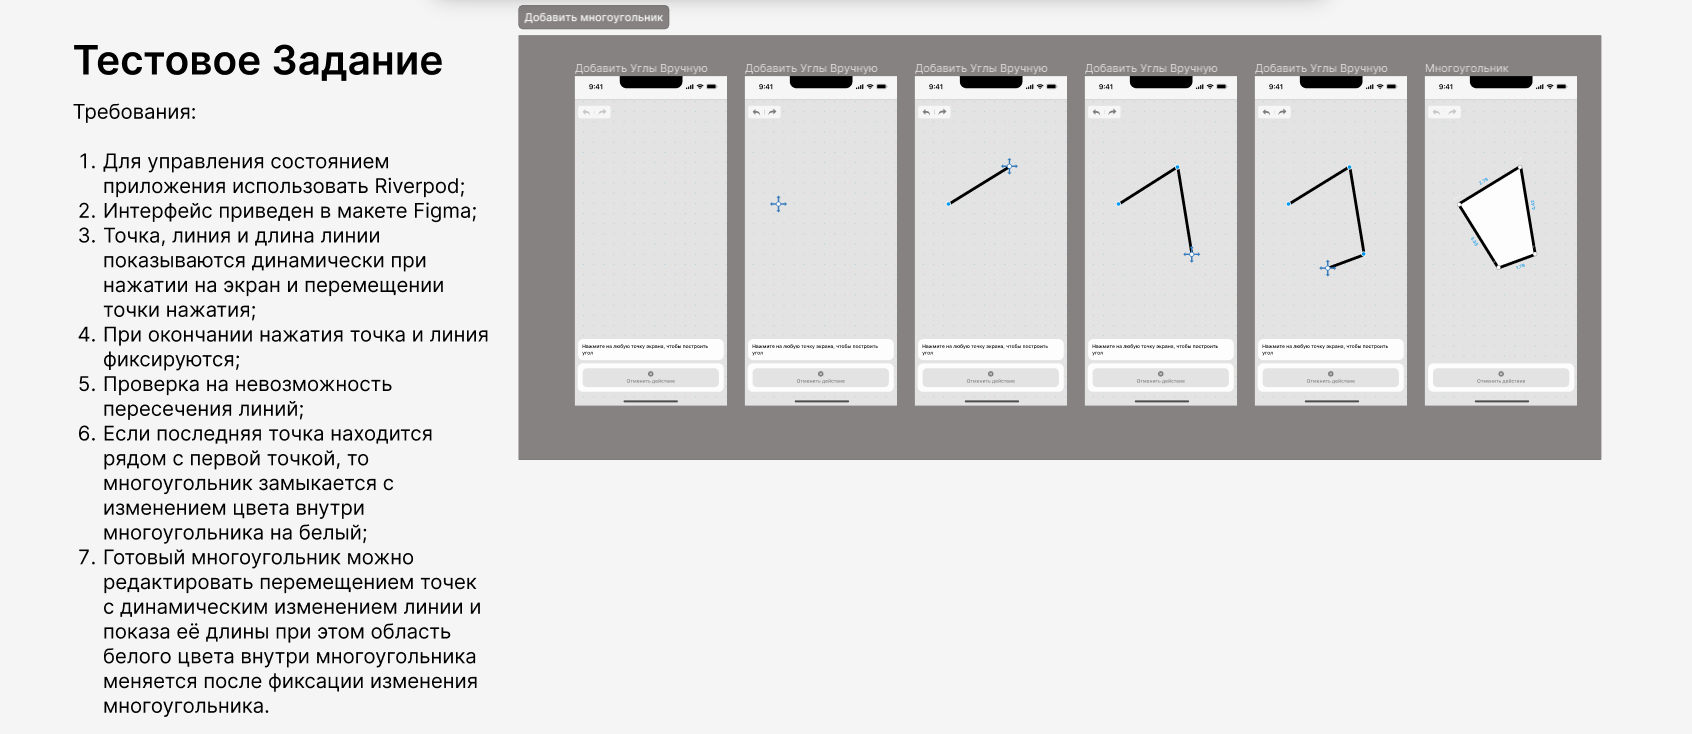 Добавить многоугольник
Тестовое Задание
Требования:
1. Для управления состоянием
приложения использовать Riverpod;
2. Интерфейс приведен в макете Figma;
3. Точка, линия и длина линии
показываются динамически при
нажатии на экран и перемещении
точки нажатия;
4. При окончании нажатия точка и линия
фиксируются;
5. Проверка на невозможность
пересечения линий;
6. Если последняя точка находится
рядом с первой точкой, то
многоугольник замыкается с
изменением цвета внутри
многоугольника на белый;
7. Готовый многоугольник можно
редактировать перемещением точек
с динамическим изменением линии и
показа её длины при этом область
белого цвета внутри многоугольника
меняется после фиксации изменения
многоугольника.
Добавить Углы Вручную
9:41
Нажмите на любую точку экрана, чтобы построить
угол
Отменить действие
Добавить Углы Вручную
9:41
Нажмите на любую точку экрана, чтобы построить
угол
Отменить действие
Добавить Углы Вручную
9:41
Нажмите на любую точку экрана, чтобы построить
угол
Отменить действие
Добавить Углы Вручную
9:41
Нажмите на любую точку экрана, чтобы построить
угол
Отменить действие
Добавить Углы Вручную
9:41
Нажмите на любую точку экрана, чтобы построить
угол
Отменить действие
Многоугольник
9:41
Отменить действие